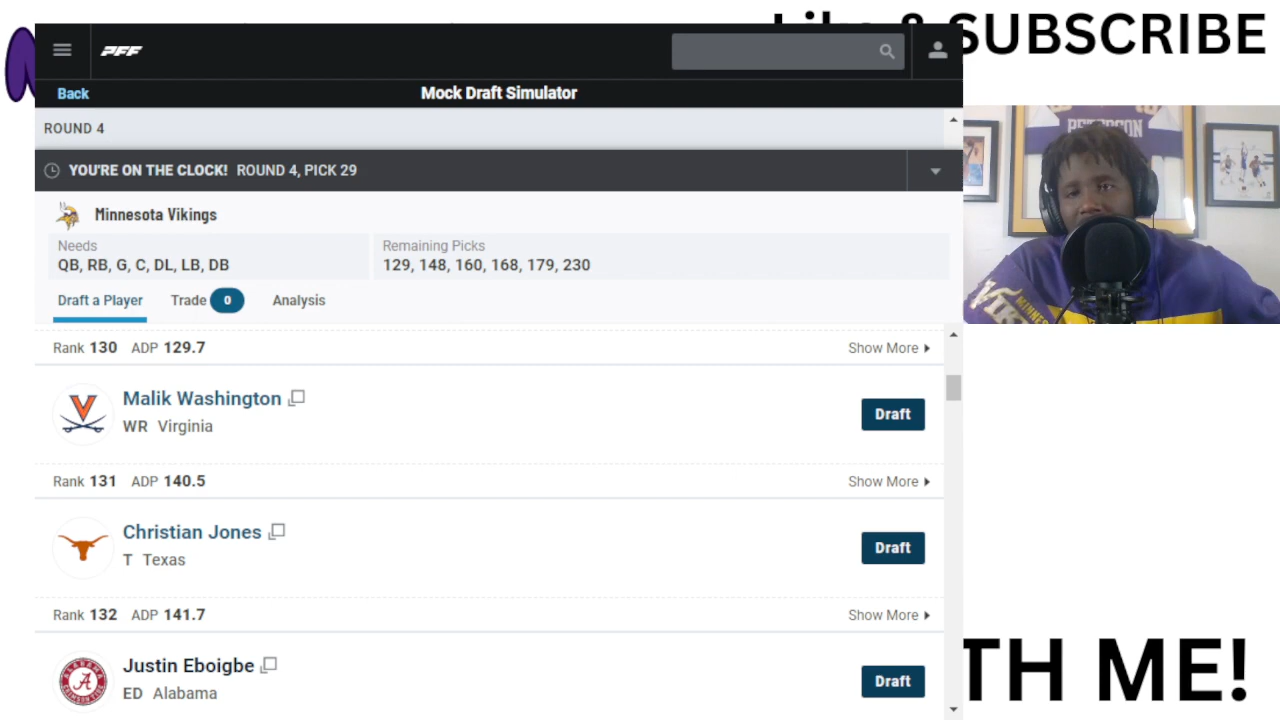 Like & SUBSCRIBE
PFF
Back
Mock Draft Simulator
ROUND 4
YOU'RE ON THE CLOCK! ROUND 4, PICK 29
Minnesota Vikings
Needs
QB, RB, G, C, DL, LB, DB
Remaining Picks
129, 148, 160, 168, 179, 230
Draft a Player
Trade 0
Analysis
Rank 130 ADP 129.7
Show More
Malik Washington
WR Virginia
Draft
Rank 131 ADP 140.5
Show More
Christian Jones
T Texas
Draft
Rank 132 ADP 141.7
Show More
Justin Eboigbe
ED Alabama
Draft
PETERSON
TH ME!